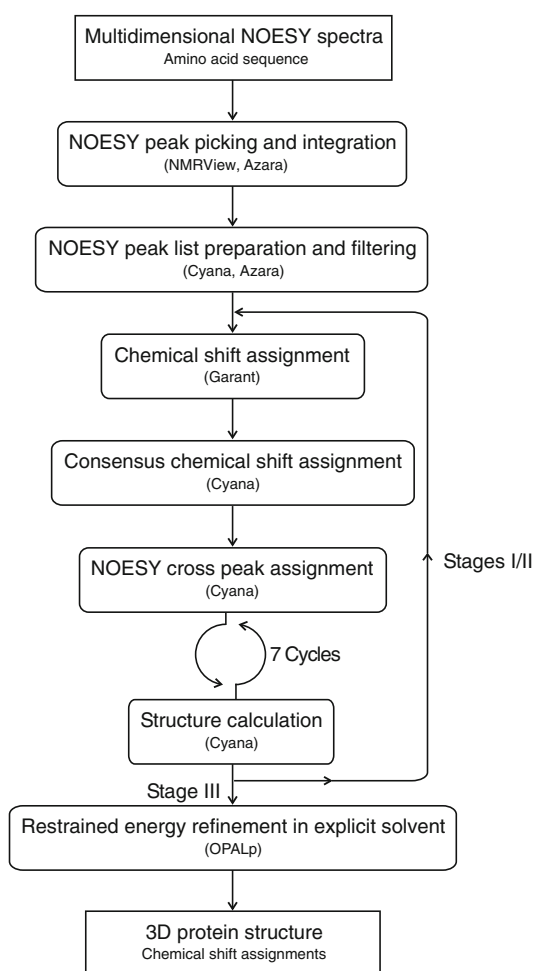 Multidimensional NOESY spectra
Amino acid sequence
NOESY peak picking and integration
(NMRView, Azara)
NOESY peak list preparation and filtering
(Cyana, Azara)
Chemical shift assignment
(Garant)
Consensus chemical shift assignment
(Cyana)
NOESY cross peak assignment
(Cyana)
Stages I/II
7 Cycles
Structure calculation
(Cyana)
Stage III
Restrained energy refinement in explicit solvent
(OPALp)
3D protein structure
Chemical shift assignments